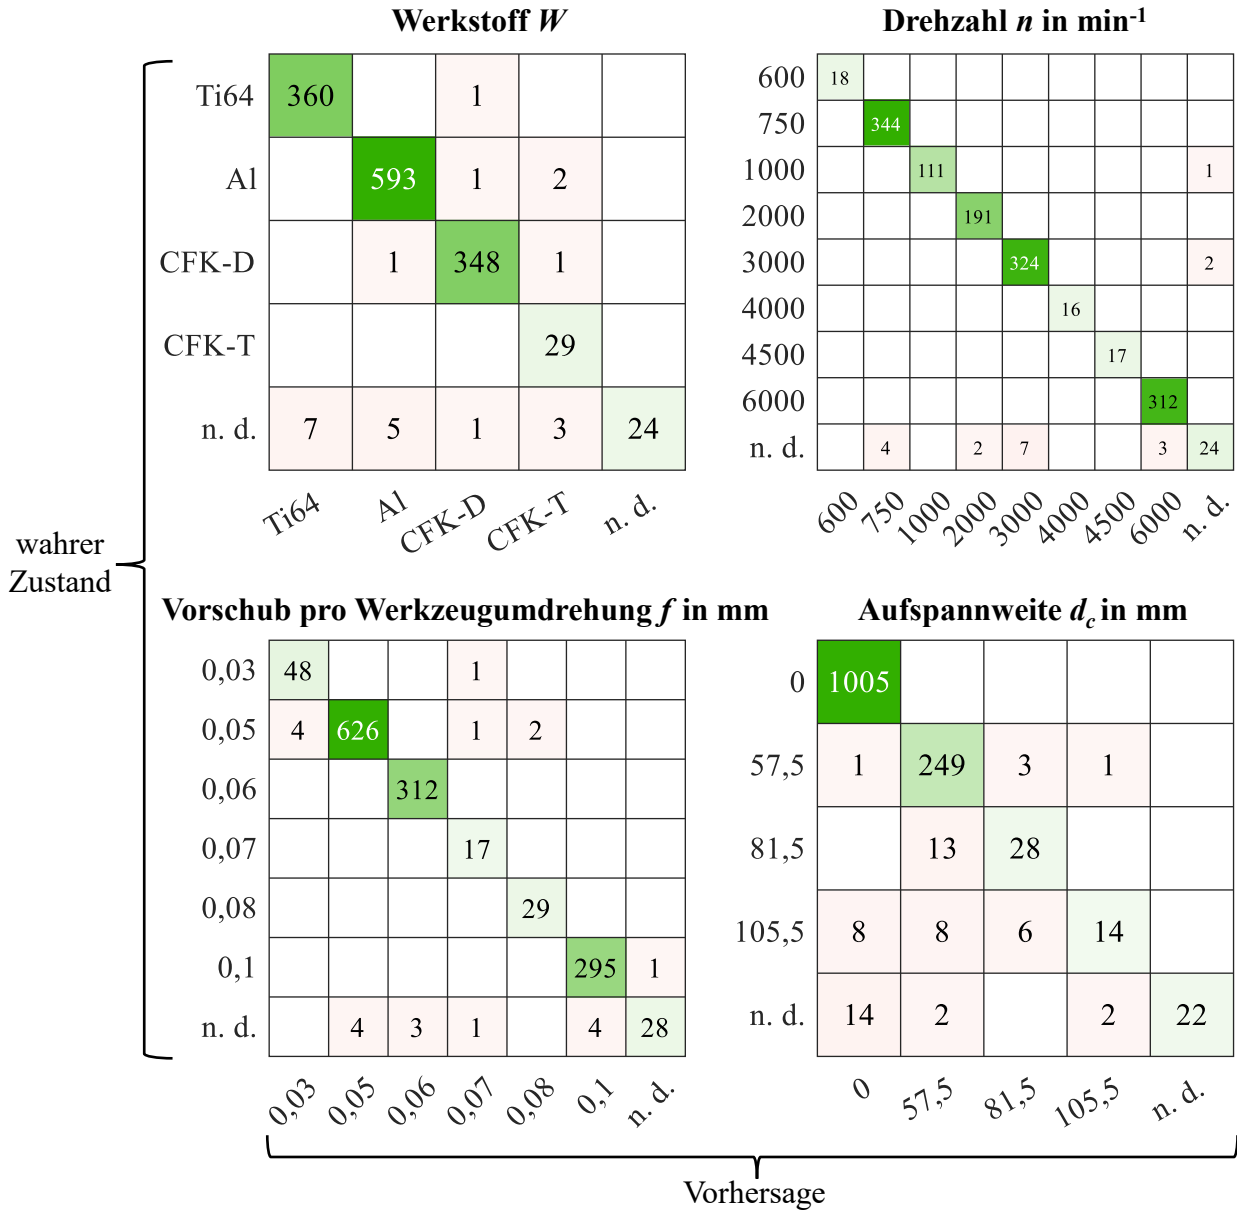 Werkstoff W
Ti64 360 1
Al 593 1 2
CFK-D 1 348 1
CFK-T 29
n. d. 7 5 1 3 24
Ti64 Al CFK-D CFK-T n. d.
Drehzahl n in min-1
600 18
750 344
1000 111 1
2000 191
3000 324 2
4000 16
4500 17
6000 312
n. d. 4 2 7 3 24
600 750 1000 2000 3000 4000 4500 6000 n. d.
wahrer
Zustand
Vorschub pro Werkzeugumdrehung f in mm
0,03 48 1
0,05 4 626 1 2
0,06 312
0,07 17
0,08 29
0,1 295 1
n. d. 4 3 1 4 28
0,03 0,05 0,06 0,07 0,08 0,1 n. d.
Aufspannweite dc in mm
0 1005
57,5 1 249 3 1
81,5 13 28
105,5 8 8 6 14
n. d. 14 2 2 22
0 57,5 81,5 105,5 n. d.
Vorhersage